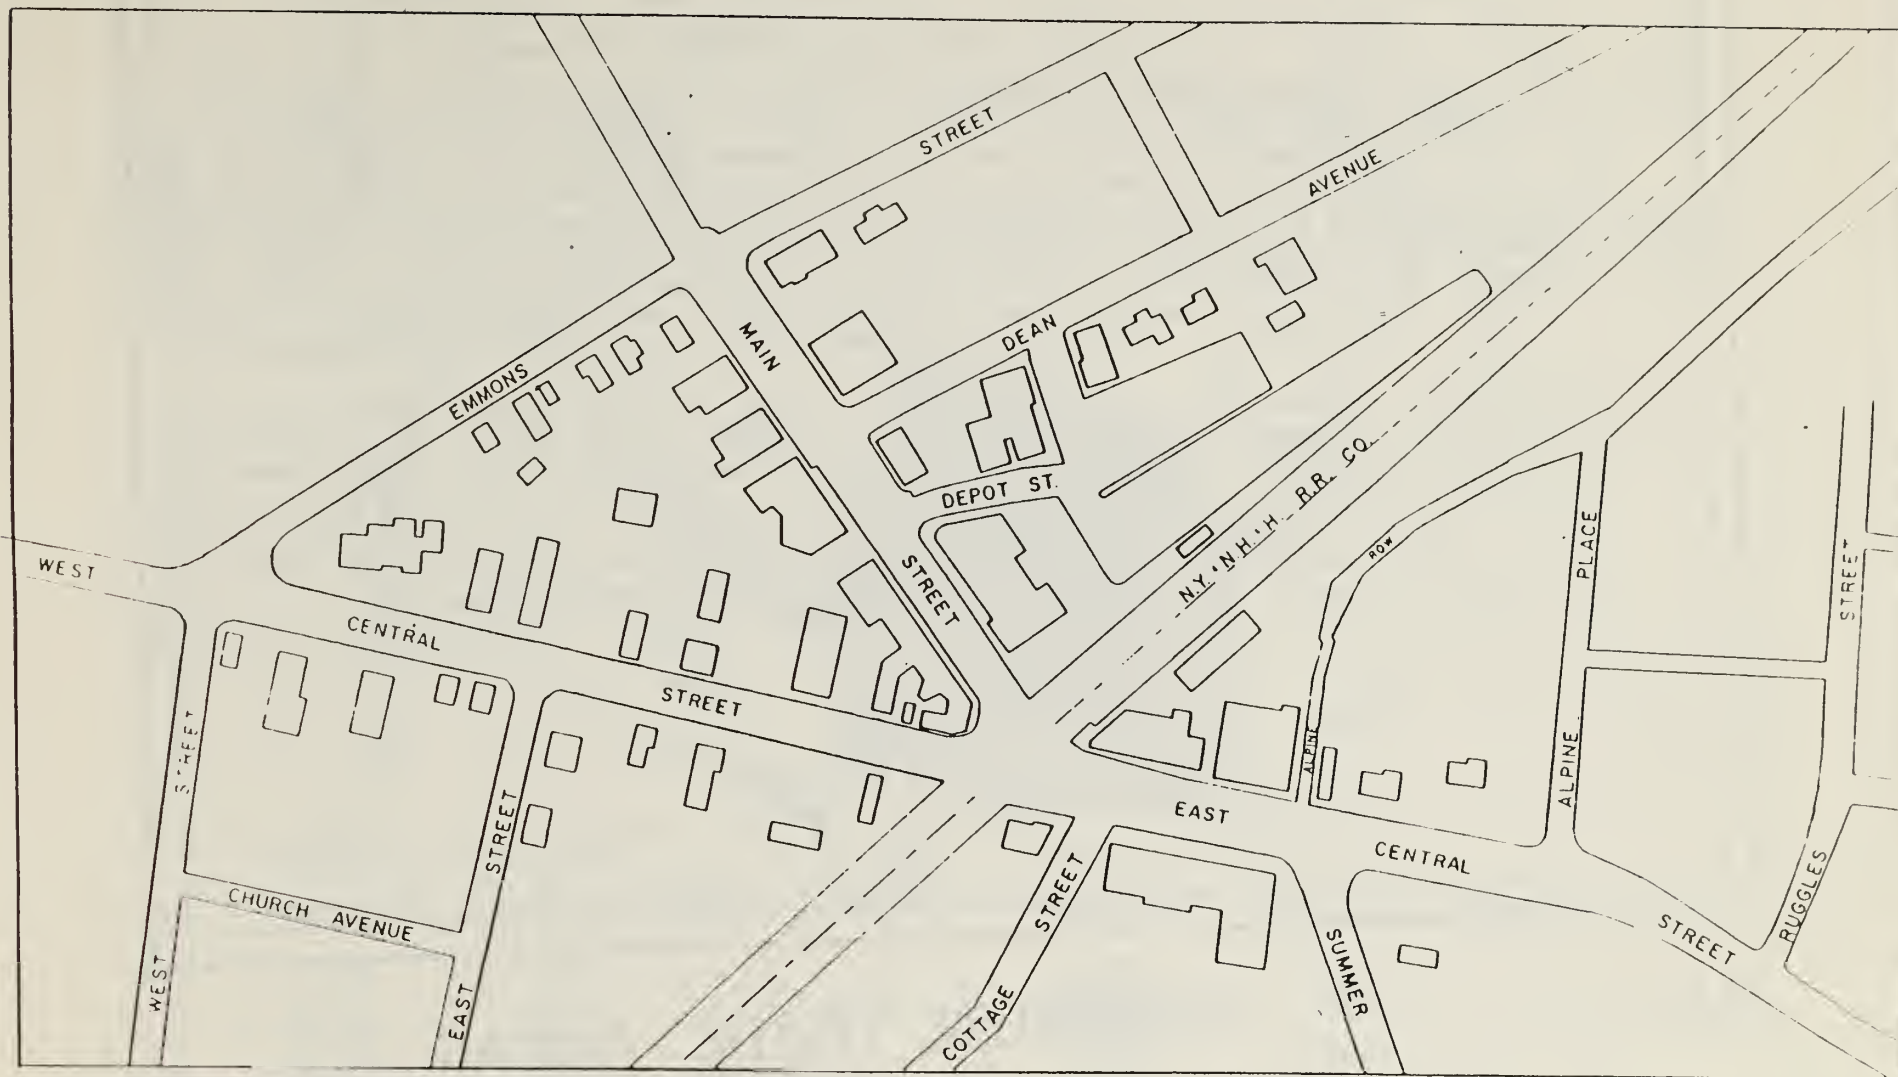 STREET
AVENUE
MAIN
DEAN
EMMONS
N.Y. N.H. H. R.R. CO.
DEPOT ST.
ROW
PLACE
WEST
STREET
STREET
CENTRAL
STREET
STREET
ALPINE
ALPINE
EAST
STREET
CENTRAL
STREET
STREET
RUGGLES
CHURCH AVENUE
STREET
SUMMER
WEST
EAST
COTTAGE